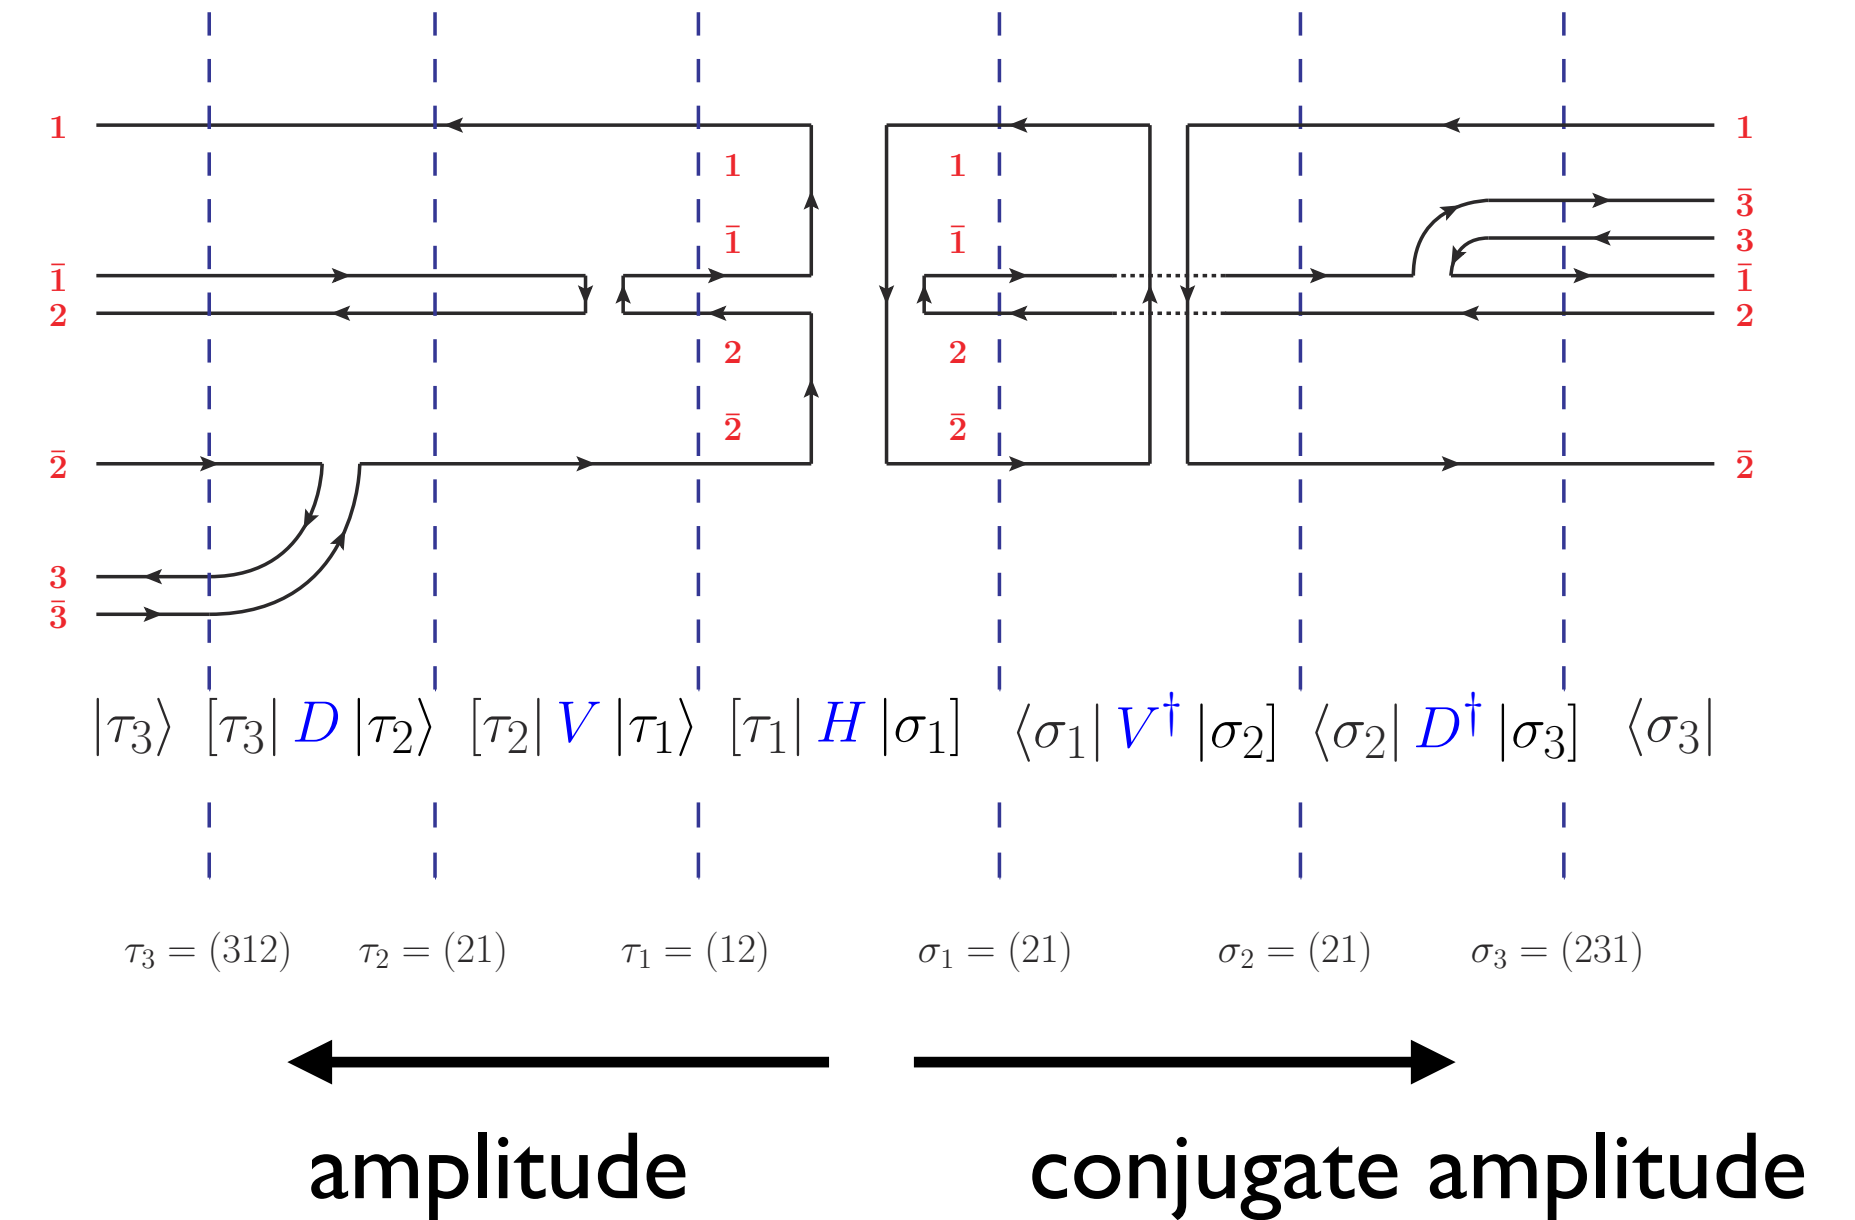 1 1
1 1
3̄
1̄ 1̄ 3
1̄ 1̄
2 2
2 2
2̄ 2̄
2̄ 2̄
3
3̄
|τ₃⟩ [τ₃| D |τ₂⟩ [τ₂| V |τ₁⟩ [τ₁| H |σ₁] ⟨σ₁| V† |σ₂] ⟨σ₂| D† |σ₃] ⟨σ₃|
τ₃ = (312) τ₂ = (21) τ₁ = (12) σ₁ = (21) σ₂ = (21) σ₃ = (231)
amplitude conjugate amplitude